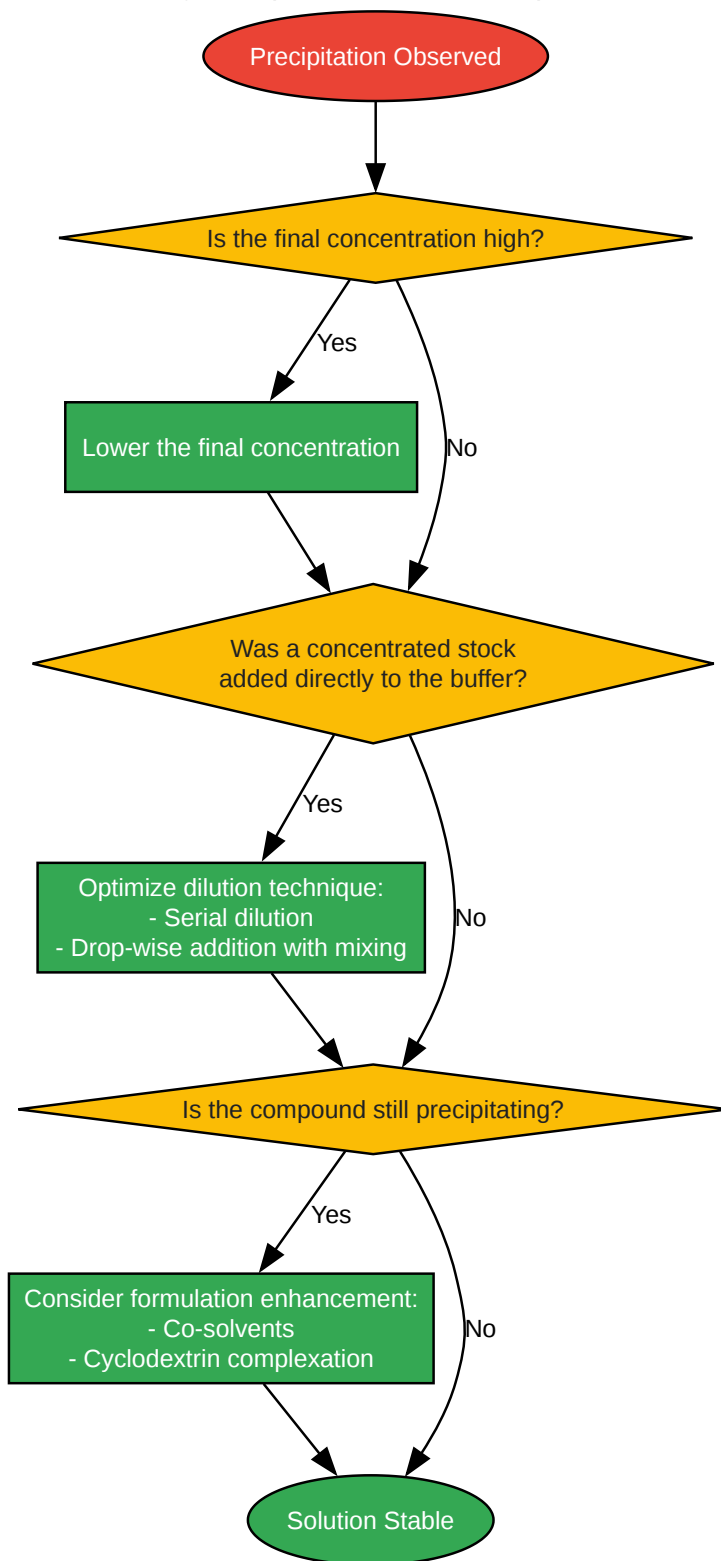 Precipitation Observed
Is the final concentration high?
Yes
Lower the final concentration
No
Was a concentrated stock
added directly to the buffer?
Yes
Optimize dilution technique:
- Serial dilution
- Drop-wise addition with mixing
No
Is the compound still precipitating?
Yes
Consider formulation enhancement:
- Co-solvents
- Cyclodextrin complexation
No
Solution Stable